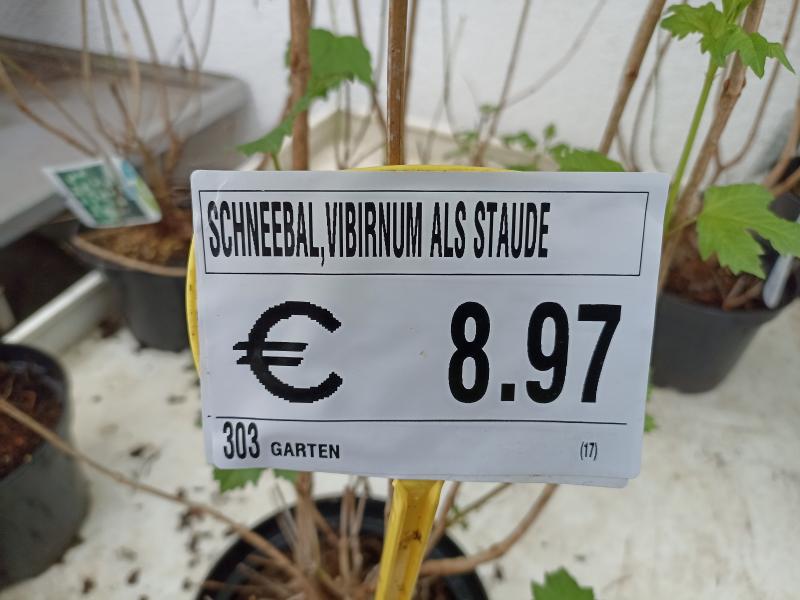 SCHNEEBAL,VIBIRNUM ALS STAUDE
€ 8.97
303 GARTEN (17)